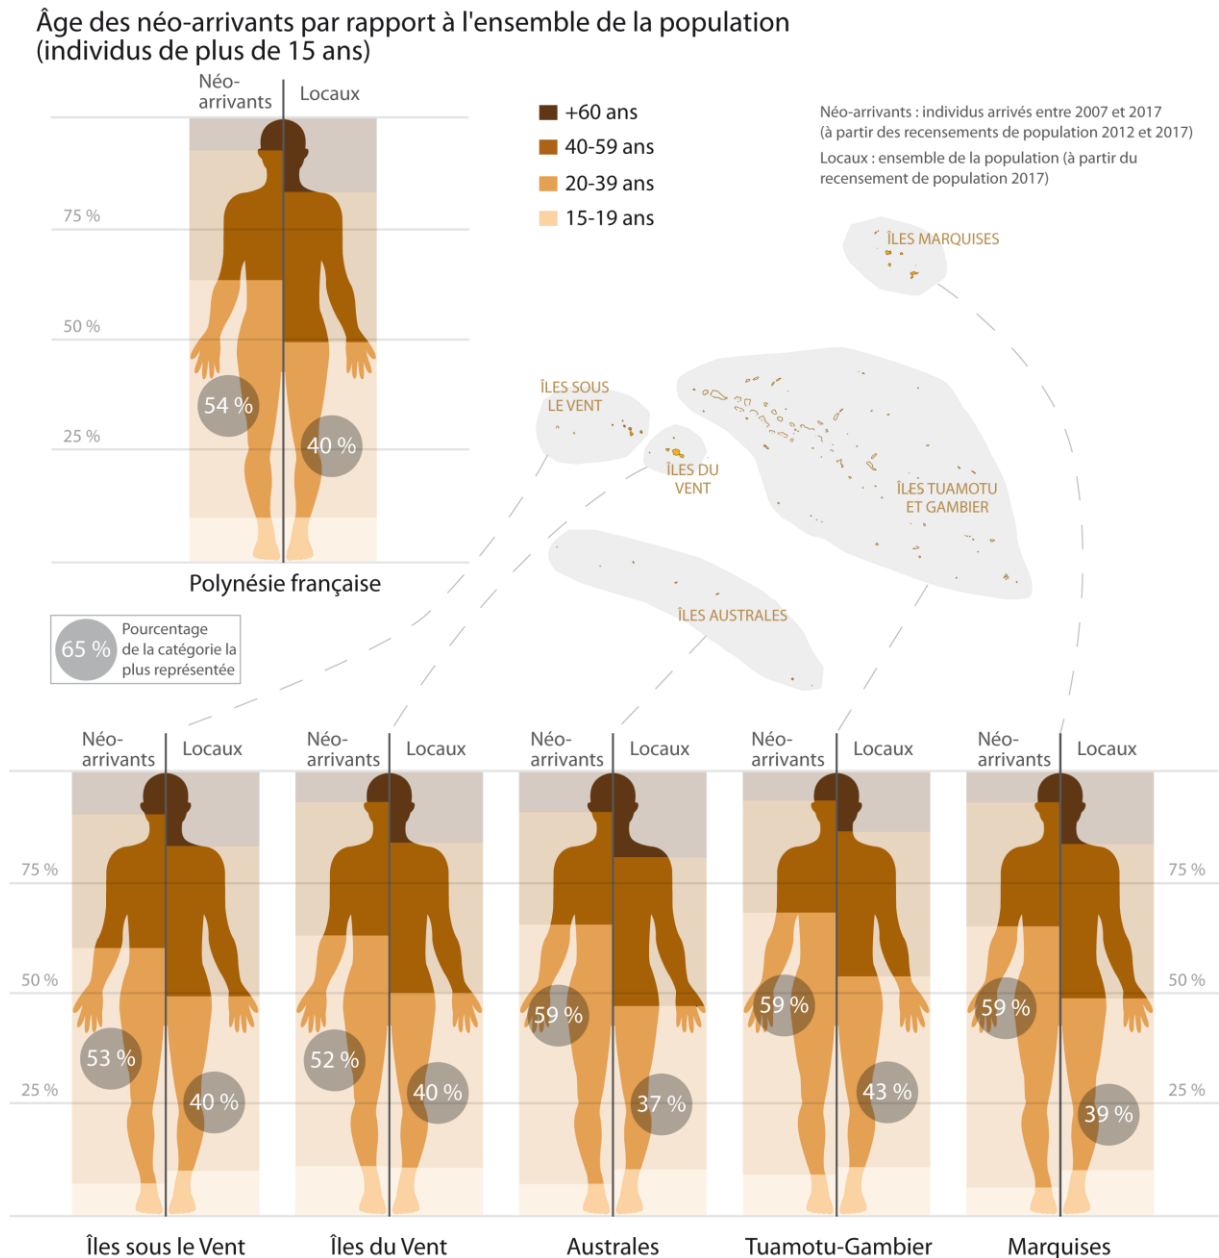 Âge des néo-arrivants par rapport à l'ensemble de la population
(individus de plus de 15 ans)
Néo-
arrivants
Locaux
75 %
50 %
25 %
54 %
40 %
Polynésie française
+60 ans
40-59 ans
20-39 ans
15-19 ans
Néo-arrivants : individus arrivés entre 2007 et 2017
(à partir des recensements de population 2012 et 2017)
Locaux : ensemble de la population (à partir du
recensement de population 2017)
ÎLES MARQUISES
ÎLES SOUS
LE VENT
ÎLES DU
VENT
ÎLES TUAMOTU
ET GAMBIER
ÎLES AUSTRALES
65 %
Pourcentage
de la catégorie la
plus représentée
Néo-
arrivants
Locaux
Néo-
arrivants
Locaux
Néo-
arrivants
Locaux
Néo-
arrivants
Locaux
Néo-
arrivants
Locaux
75 %
75 %
50 %
50 %
25 %
25 %
53 %
40 %
52 %
40 %
59 %
37 %
59 %
43 %
59 %
39 %
Îles sous le Vent
Îles du Vent
Australes
Tuamotu-Gambier
Marquises